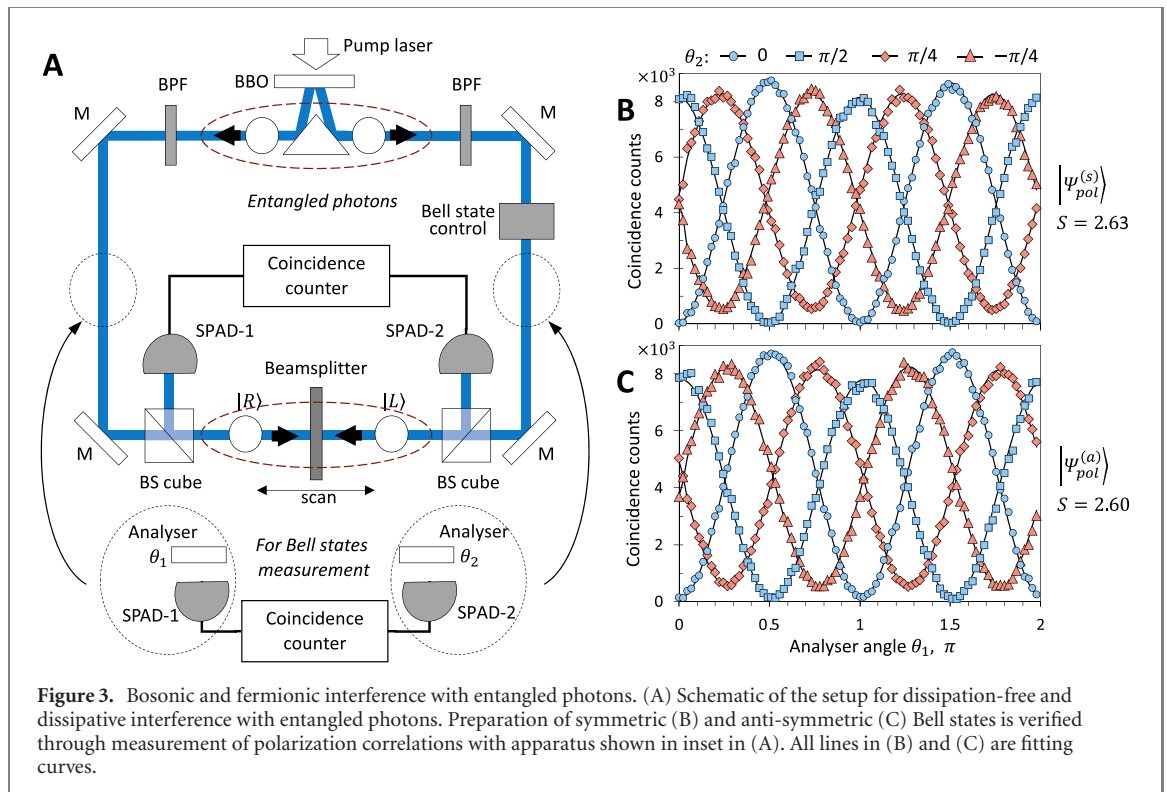 A
Pump laser
BBO
BPF
BPF
M
M
Entangled photons
Bell state
control
Coincidence
counter
SPAD-1
SPAD-2
Beamsplitter
|R⟩
|L⟩
M
M
BS cube
BS cube
scan
Analyser
θ1
For Bell states
measurement
Analyser
θ2
SPAD-1
SPAD-2
Coincidence
counter
θ2: 0 π/2 π/4 −π/4
B
×10³
8
6
4
2
0
Coincidence counts
|Ψ_pol^(s)⟩
S = 2.63
C
×10³
8
6
4
2
0
Coincidence counts
|Ψ_pol^(a)⟩
S = 2.60
0 0.5 1 1.5 2
Analyser angle θ1, π
Figure 3. Bosonic and fermionic interference with entangled photons. (A) Schematic of the setup for dissipation-free and
dissipative interference with entangled photons. Preparation of symmetric (B) and anti-symmetric (C) Bell states is verified
through measurement of polarization correlations with apparatus shown in inset in (A). All lines in (B) and (C) are fitting
curves.